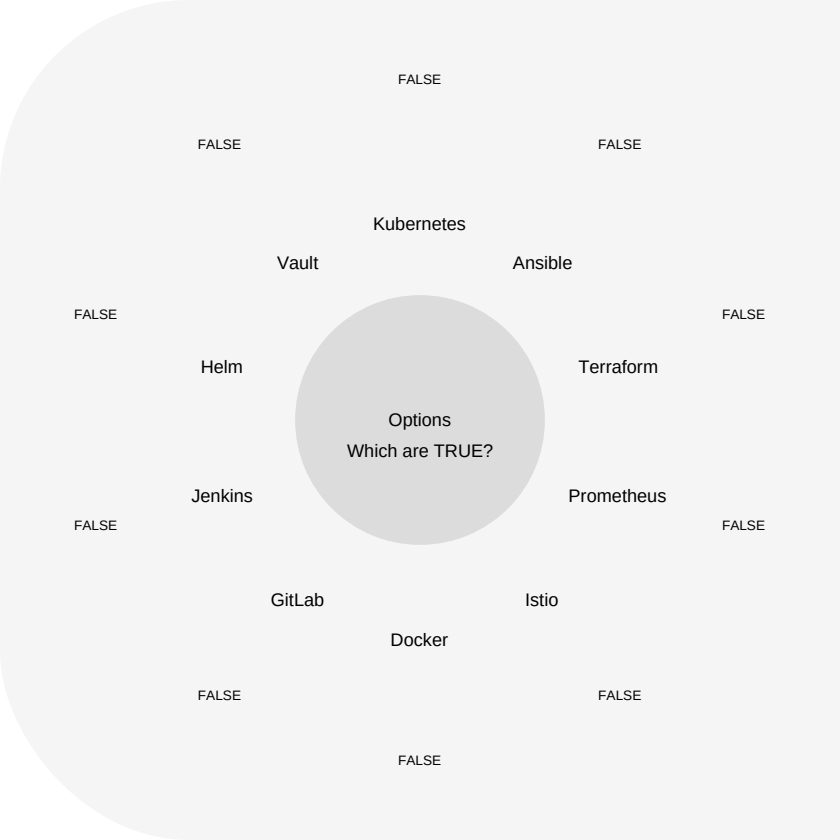 FALSE
FALSE
FALSE
Kubernetes
Vault
Ansible
FALSE
FALSE
Helm
Terraform
Options
Which are TRUE?
Jenkins
Prometheus
FALSE
FALSE
GitLab
Istio
Docker
FALSE
FALSE
FALSE